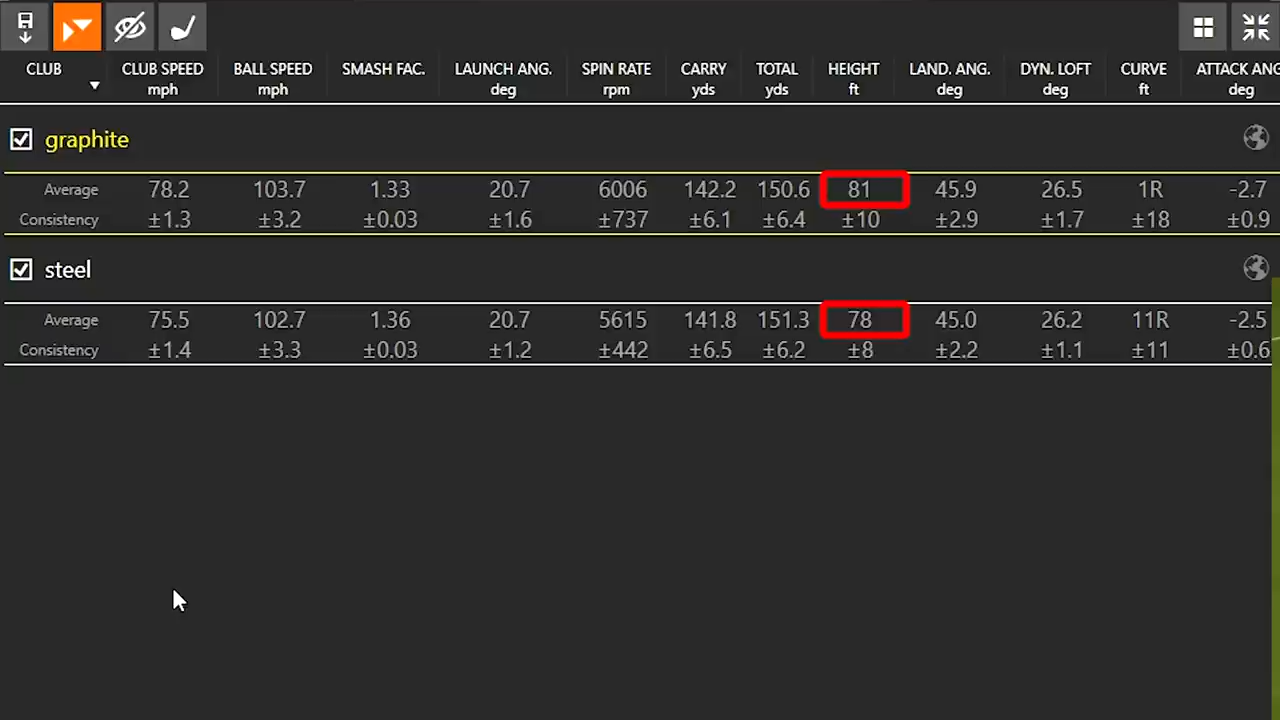 CLUB CLUB SPEED BALL SPEED SMASH FAC. LAUNCH ANG. SPIN RATE CARRY TOTAL HEIGHT LAND. ANG. DYN. LOFT CURVE ATTACK ANG
mph mph deg rpm yds yds ft deg deg ft deg
graphite
Average 78.2 103.7 1.33 20.7 6006 142.2 150.6 81 45.9 26.5 1R -2.7
Consistency ±1.3 ±3.2 ±0.03 ±1.6 ±737 ±6.1 ±6.4 ±10 ±2.9 ±1.7 ±18 ±0.9
steel
Average 75.5 102.7 1.36 20.7 5615 141.8 151.3 78 45.0 26.2 11R -2.5
Consistency ±1.4 ±3.3 ±0.03 ±1.2 ±442 ±6.5 ±6.2 ±8 ±2.2 ±1.1 ±11 ±0.6